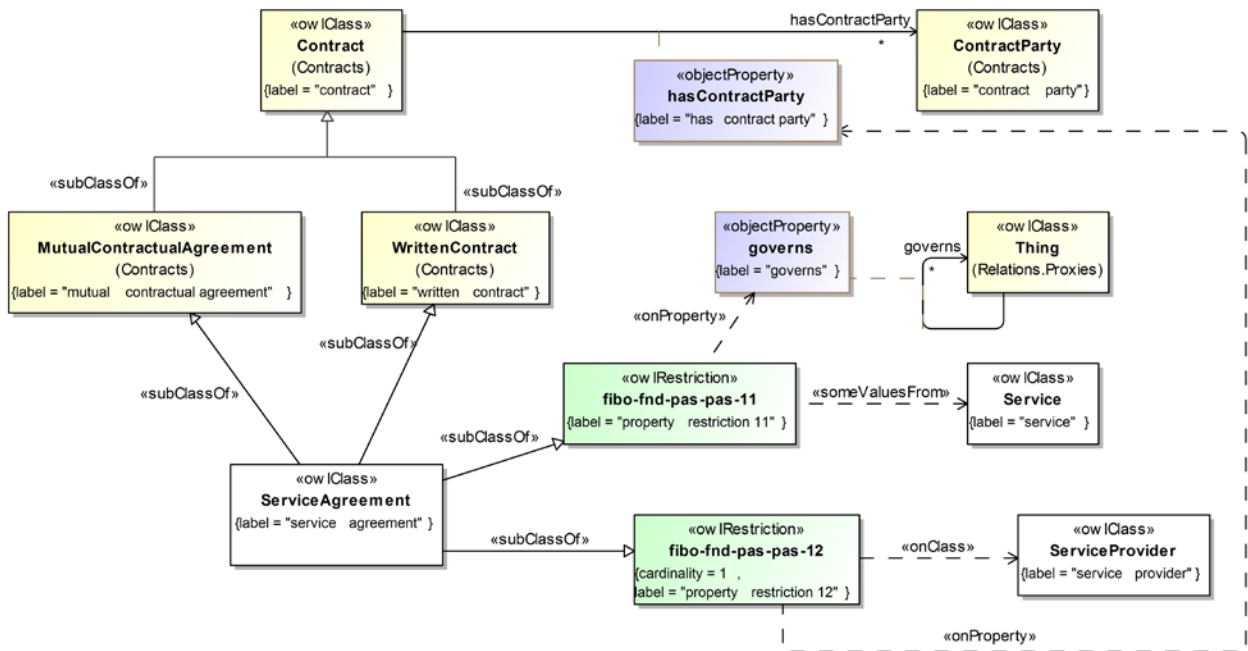 «owlClass»
Contract
(Contracts)
{label = "contract" }
hasContractParty
*
«owlClass»
ContractParty
(Contracts)
{label = "contract party"}
«objectProperty»
hasContractParty
{label = "has contract party" }
«subClassOf»
«subClassOf»
«owlClass»
MutualContractualAgreement
(Contracts)
{label = "mutual contractual agreement" }
«owlClass»
WrittenContract
(Contracts)
{label = "written contract" }
«objectProperty»
governs
{label = "governs" }
governs
*
«owlClass»
Thing
(Relations.Proxies)
«onProperty»
«subClassOf»
«subClassOf»
«owlRestriction»
fibo-fnd-pas-pas-11
{label = "property restriction 11" }
«someValuesFrom»
«owlClass»
Service
{label = "service" }
«subClassOf»
«owlClass»
ServiceAgreement
{label = "service agreement" }
«subClassOf»
«owlRestriction»
fibo-fnd-pas-pas-12
{cardinality = 1 ,
label = "property restriction 12" }
«onClass»
«owlClass»
ServiceProvider
{label = "service provider" }
«onProperty»